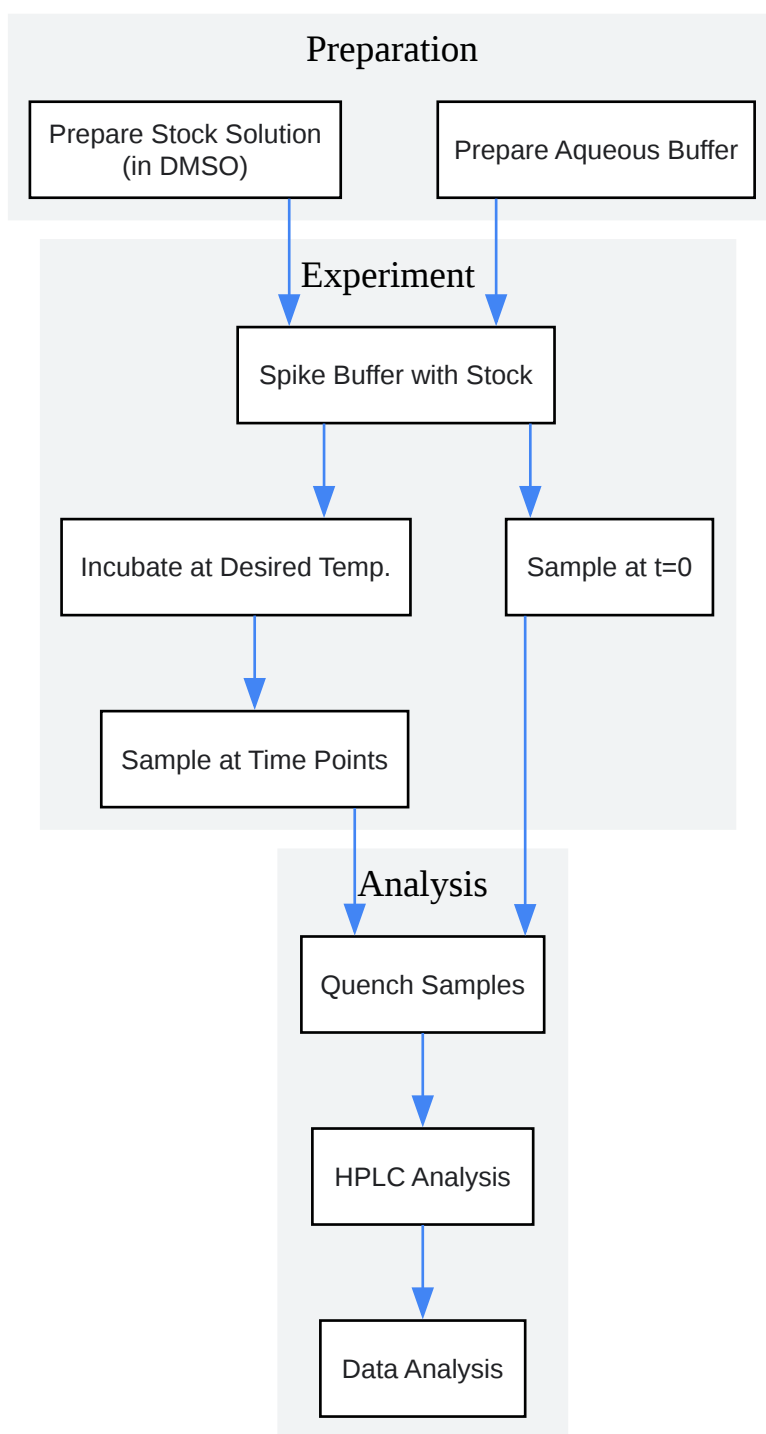 Preparation
Prepare Stock Solution
(in DMSO)
Prepare Aqueous Buffer
Experiment
Spike Buffer with Stock
Incubate at Desired Temp.
Sample at t=0
Sample at Time Points
Analysis
Quench Samples
HPLC Analysis
Data Analysis